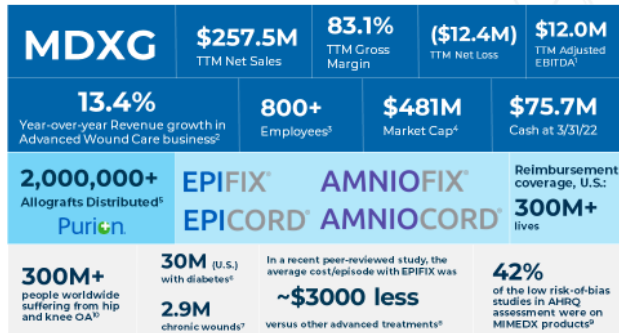 MDXG
$257.5M
TTM Net Sales
83.1%
TTM Gross
Margin
($12.4M)
TTM Net Loss
$12.0M
TTM Adjusted
EBITDA¹
13.4%
Year-over-year Revenue growth in
Advanced Wound Care business²
800+
Employees³
$481M
Market Cap⁴
$75.7M
Cash at 3/31/22
2,000,000+
Allografts Distributed⁵
Purion
EPIFIX®
AMNIOFIX®
EPICORD®
AMNIOCORD®
Reimbursement
coverage, U.S.:
300M+
lives
300M+
people worldwide
suffering from hip
and knee OA¹⁰
30M (U.S.)
with diabetes⁶
2.9M
chronic wounds⁷
In a recent peer-reviewed study, the
average cost/episode with EPIFIX was
~$3000 less
versus other advanced treatments⁸
42%
of the low risk-of-bias
studies in AHRQ
assessment were on
MIMEDX products⁹